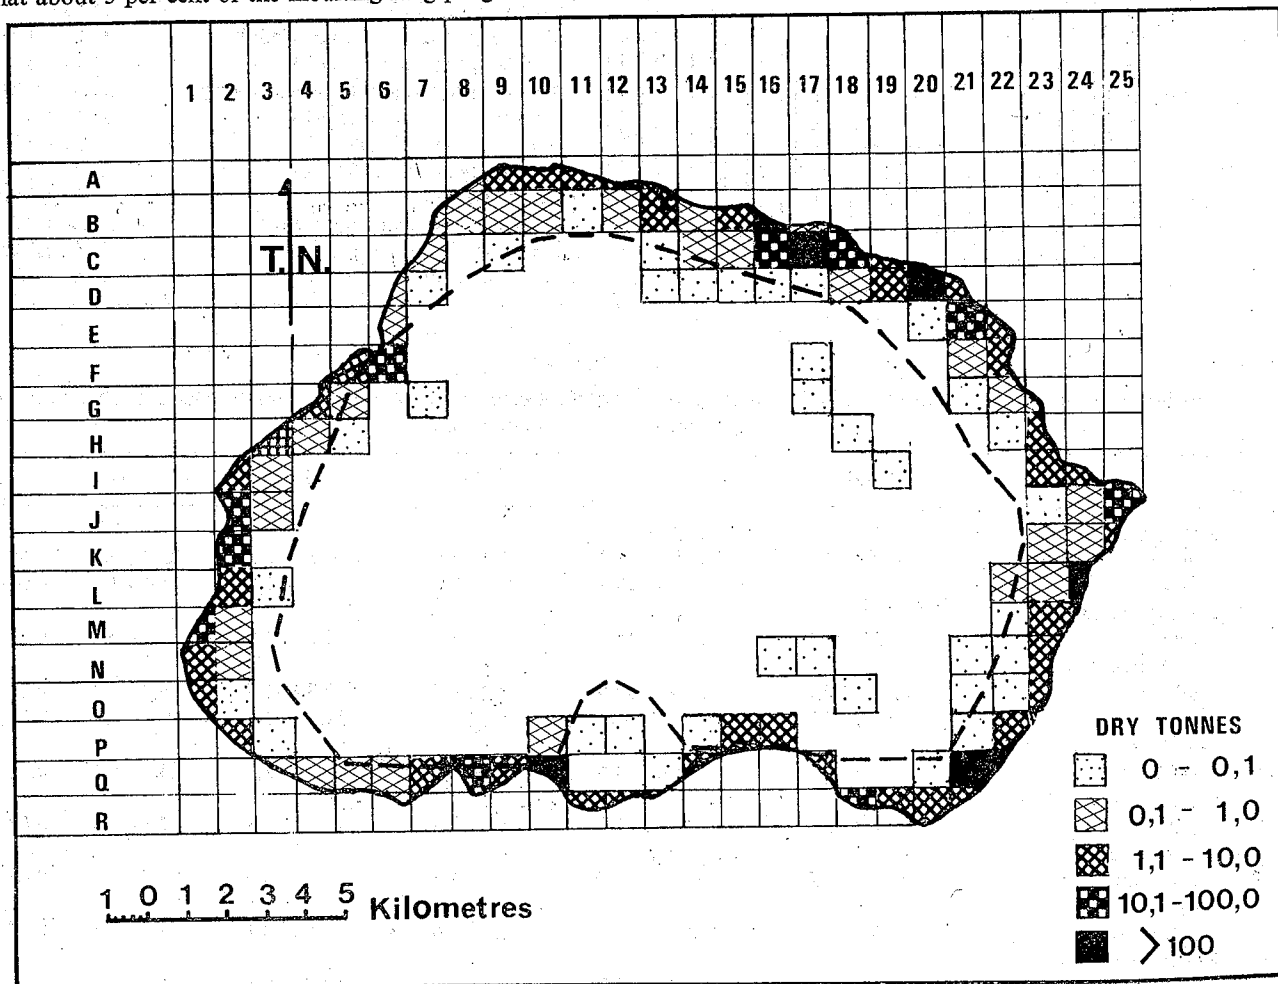 1 2 3 4 5 6 7 8 9 10 11 12 13 14 15 16 17 18 19 20 21 22 23 24 25
A
B
C
D
E
F
G
H
I
J
K
L
M
N
O
P
Q
R
T.N.
DRY TONNES
0 - 0,1
0,1 - 1,0
1,1 - 10,0
10,1 - 100,0
>100
1 0 1 2 3 4 5 Kilometres